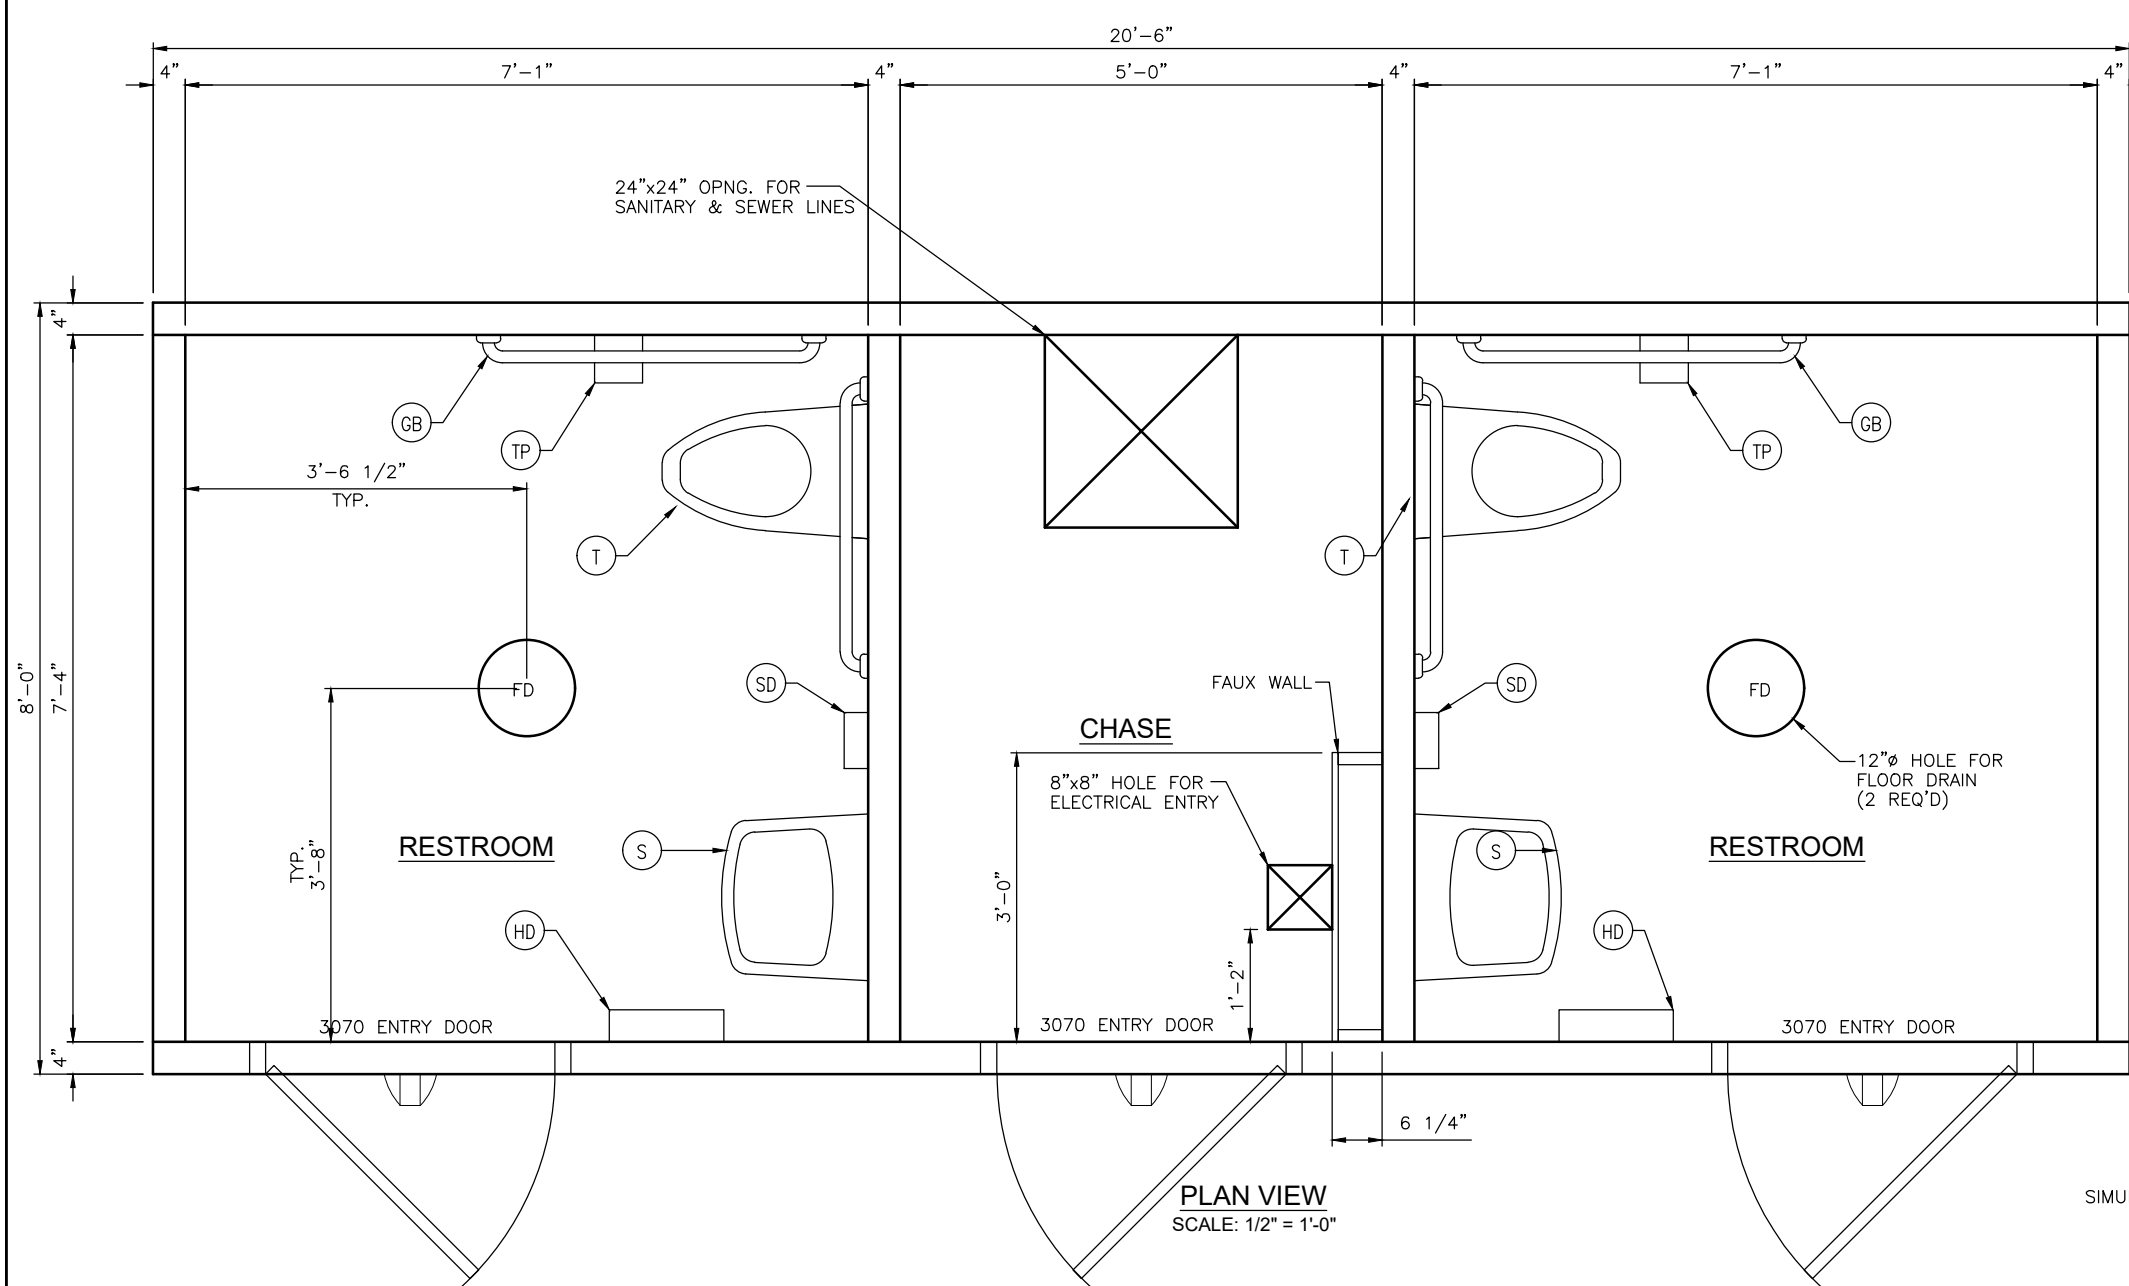 20'-6"
4" 7'-1" 4" 5'-0" 4" 7'-1" 4"
24"x24" OPNG. FOR
SANITARY & SEWER LINES
4"
GB
TP
TP
GB
3'-6 1/2"
TYP.
T
T
8'-0"
7'-4"
FD
SD
FAUX WALL
SD
FD
CHASE
12"ø HOLE FOR
FLOOR DRAIN
(2 REQ'D)
8"x8" HOLE FOR
ELECTRICAL ENTRY
RESTROOM
S
S
RESTROOM
TYP.
3'-8"
3'-0"
HD
HD
1'-2"
3070 ENTRY DOOR
3070 ENTRY DOOR
3070 ENTRY DOOR
4"
6 1/4"
PLAN VIEW
SCALE: 1/2" = 1'-0"
SIMU